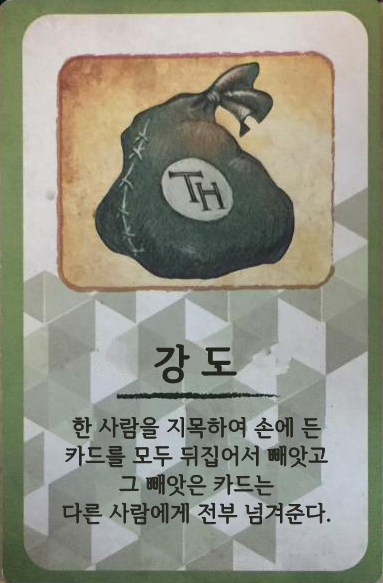 TH
강도
한 사람을 지목하여 손에 든
카드를 모두 뒤집어서 빼앗고
그 빼앗은 카드는
다른 사람에게 전부 넘겨준다.